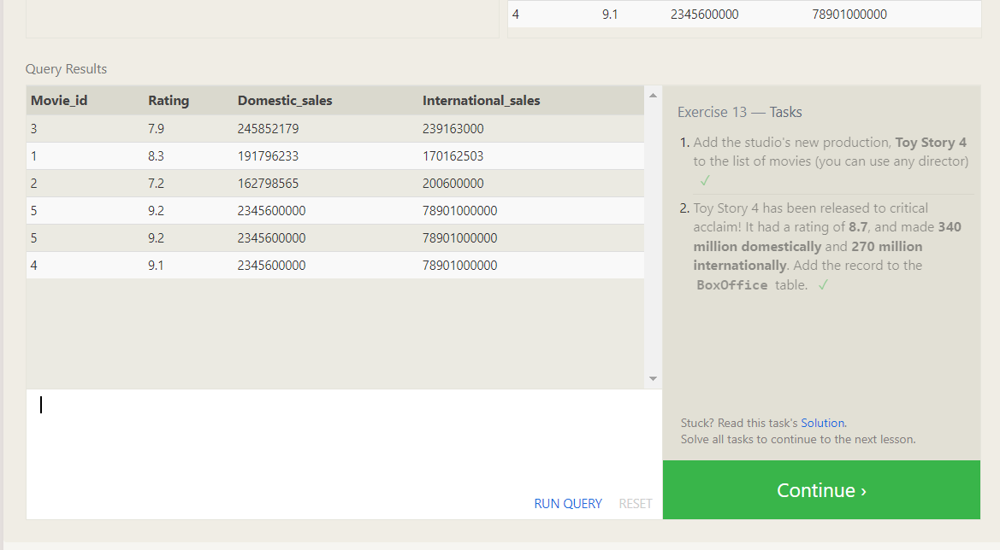 4 9.1 2345600000 78901000000
Query Results
Movie_id Rating Domestic_sales International_sales
3 7.9 245852179 239163000
1 8.3 191796233 170162503
2 7.2 162798565 200600000
5 9.2 2345600000 78901000000
5 9.2 2345600000 78901000000
4 9.1 2345600000 78901000000
RUN QUERY RESET
Exercise 13 — Tasks
1. Add the studio's new production, Toy Story 4
to the list of movies (you can use any director)
✓
2. Toy Story 4 has been released to critical
acclaim! It had a rating of 8.7, and made 340
million domestically and 270 million
internationally. Add the record to the
BoxOffice table. ✓
Stuck? Read this task's Solution.
Solve all tasks to continue to the next lesson.
Continue ›